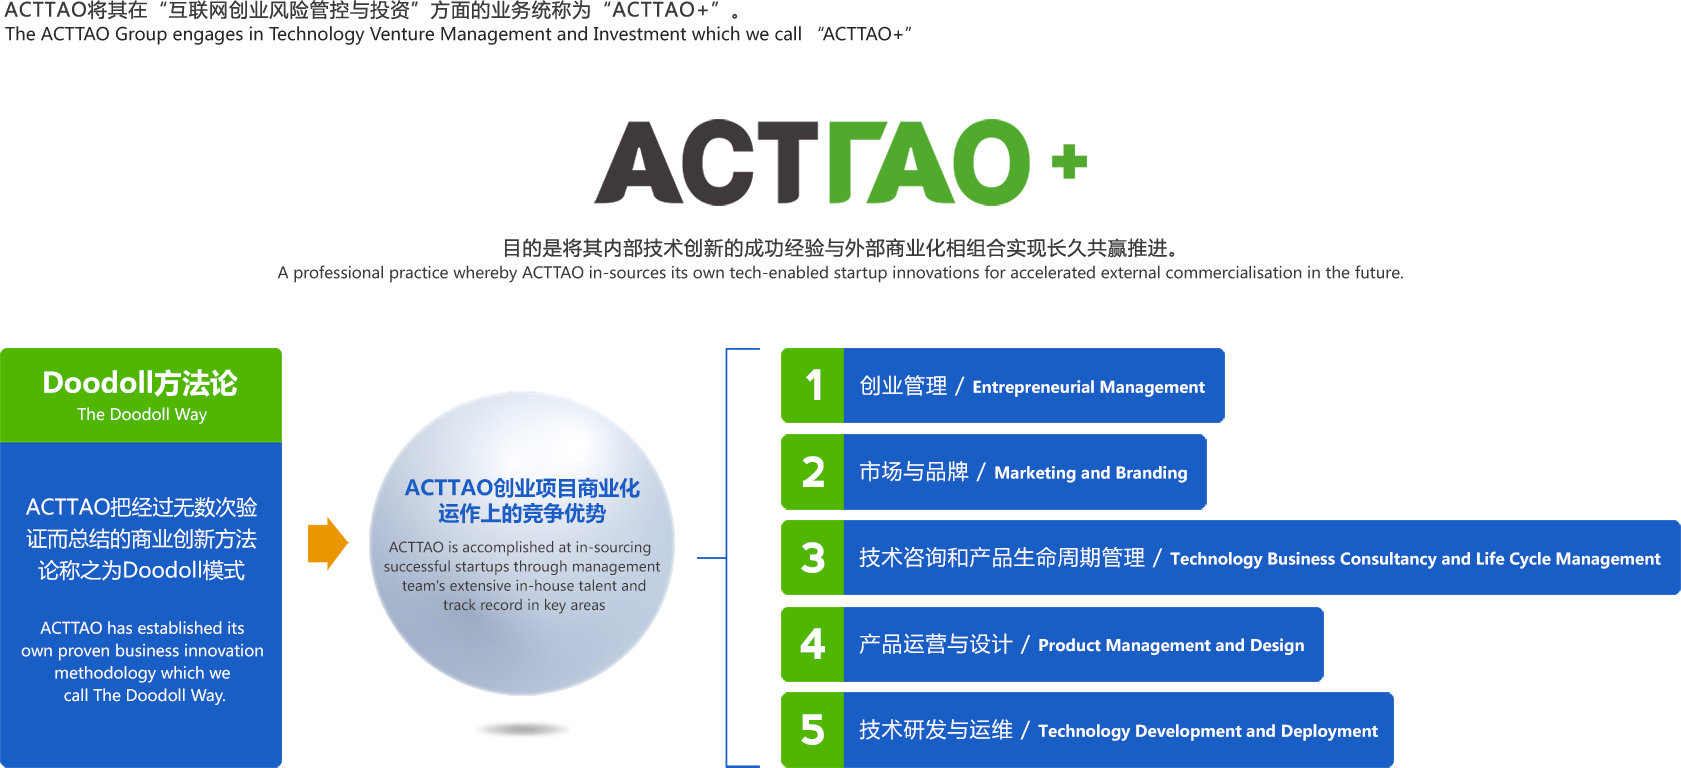 ACTTAO将其在“互联网创业风险管控与投资”方面的业务统称为“ACTTAO+”。
The ACTTAO Group engages in Technology Venture Management and Investment which we call “ACTTAO+”
ACTTAO+
目的是将其内部技术创新的成功经验与外部商业化相组合实现长久共赢推进。
A professional practice whereby ACTTAO in-sources its own tech-enabled startup innovations for accelerated external commercialisation in the future.
Doodoll方法论
The Doodoll Way
ACTTAO把经过无数次验
证而总结的商业创新方法
论称之为Doodoll模式
ACTTAO has established its
own proven business innovation
methodology which we
call The Doodoll Way.
ACTTAO创业项目商业化
运作上的竞争优势
ACTTAO is accomplished at in-sourcing
successful startups through management
team's extensive in-house talent and
track record in key areas
1 创业管理 / Entrepreneurial Management
2 市场与品牌 / Marketing and Branding
3 技术咨询和产品生命周期管理 / Technology Business Consultancy and Life Cycle Management
4 产品运营与设计 / Product Management and Design
5 技术研发与运维 / Technology Development and Deployment